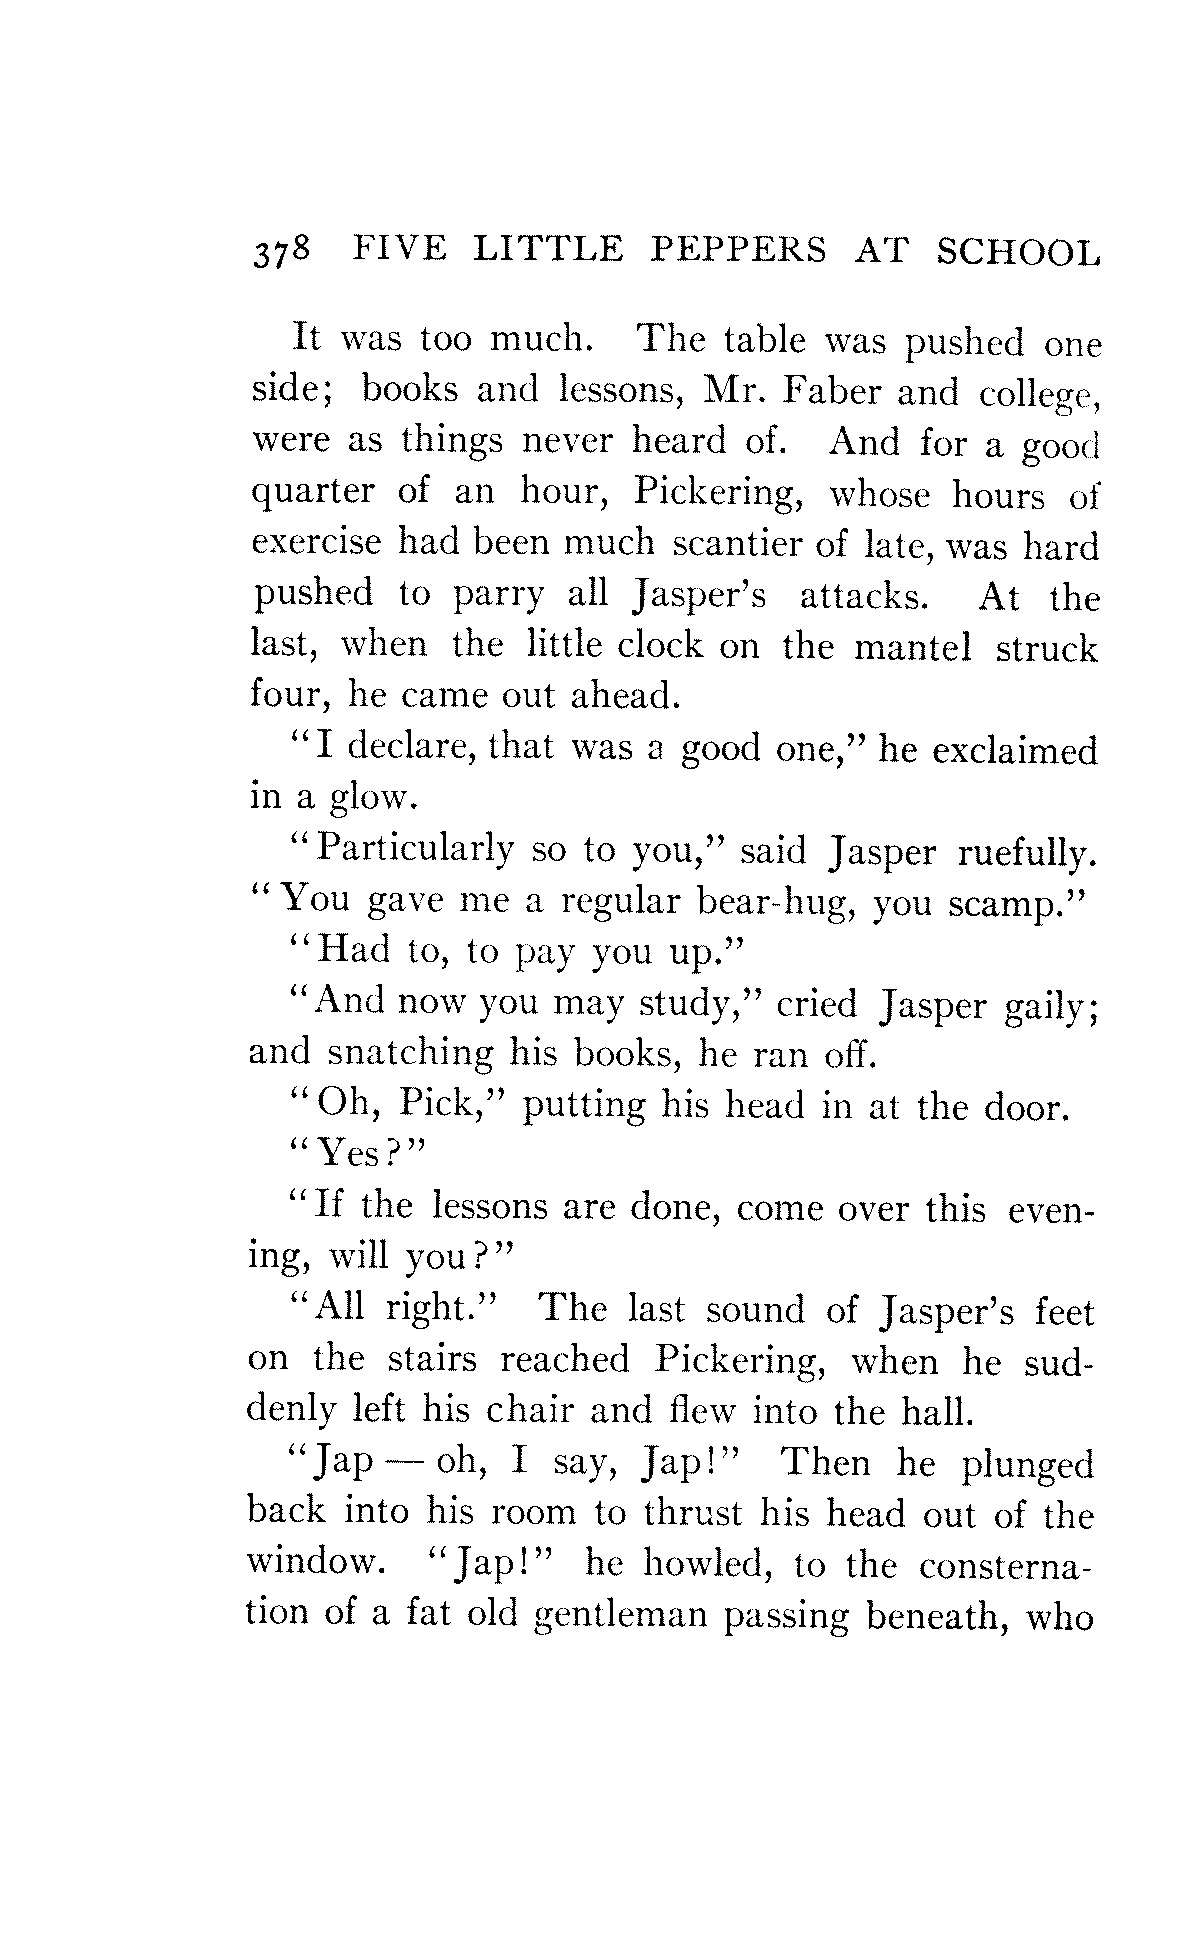 378 FIVE LITTLE PEPPERS AT SCHOOL
It was too much. The table was pushed one
side; books and lessons, Mr. Faber and college,
were as things never heard of. And for a good
quarter of an hour, Pickering, whose hours of
exercise had been much scantier of late, was hard
pushed to parry all Jasper's attacks. At the
last, when the little clock on the mantel struck
four, he came out ahead.
"I declare, that was a good one," he exclaimed
in a glow.
"Particularly so to you," said Jasper ruefully.
"You gave me a regular bear-hug, you scamp."
"Had to, to pay you up."
"And now you may study," cried Jasper gaily;
and snatching his books, he ran off.
"Oh, Pick," putting his head in at the door.
"Yes?"
"If the lessons are done, come over this even-
ing, will you?"
"All right." The last sound of Jasper's feet
on the stairs reached Pickering, when he sud-
denly left his chair and flew into the hall.
"Jap — oh, I say, Jap!" Then he plunged
back into his room to thrust his head out of the
window. "Jap!" he howled, to the consterna-
tion of a fat old gentleman passing beneath, who